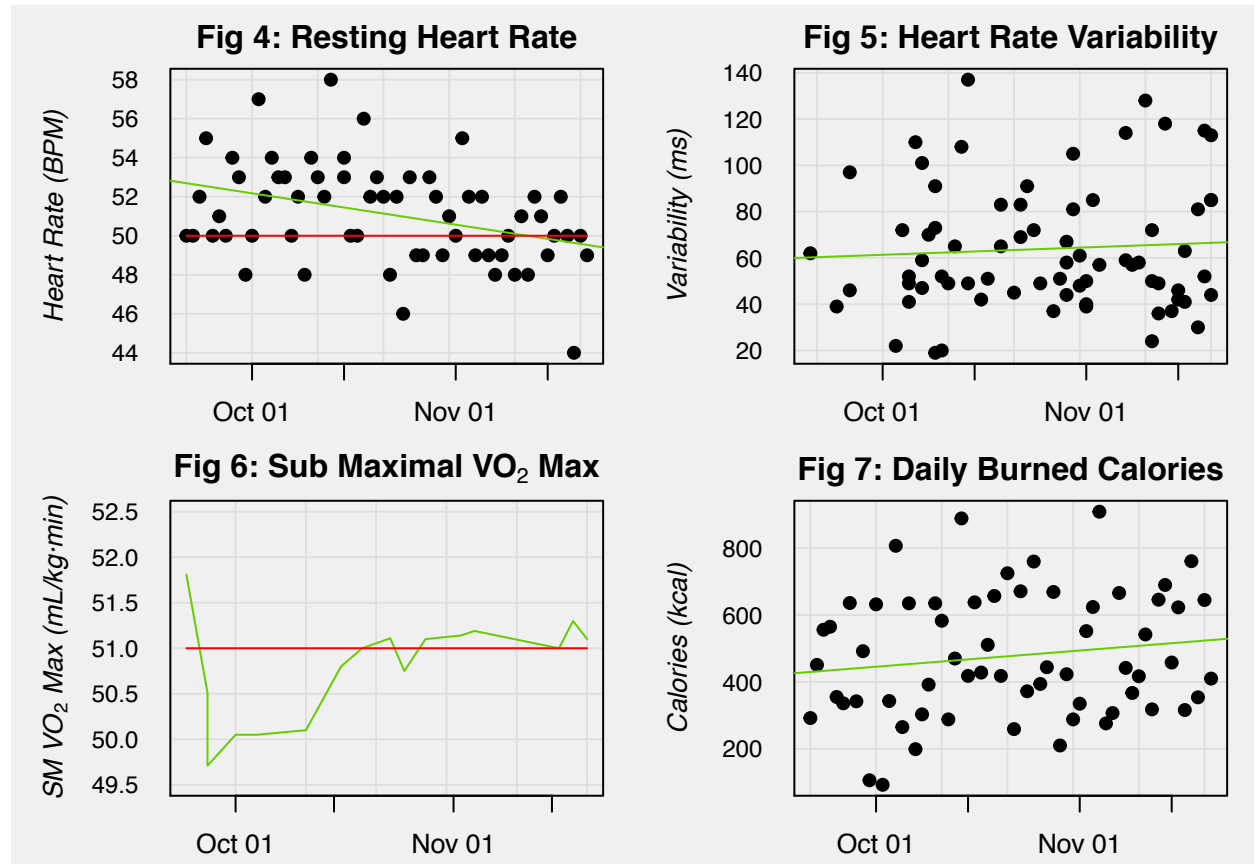 Fig 4: Resting Heart Rate
Heart Rate (BPM)
58
56
54
52
50
48
46
44
Oct 01 Nov 01
Fig 5: Heart Rate Variability
Variability (ms)
140
120
100
80
60
40
20
Oct 01 Nov 01
Fig 6: Sub Maximal VO₂ Max
SM VO₂ Max (mL/kg·min)
52.5
52.0
51.5
51.0
50.5
50.0
49.5
Oct 01 Nov 01
Fig 7: Daily Burned Calories
Calories (kcal)
800
600
400
200
Oct 01 Nov 01